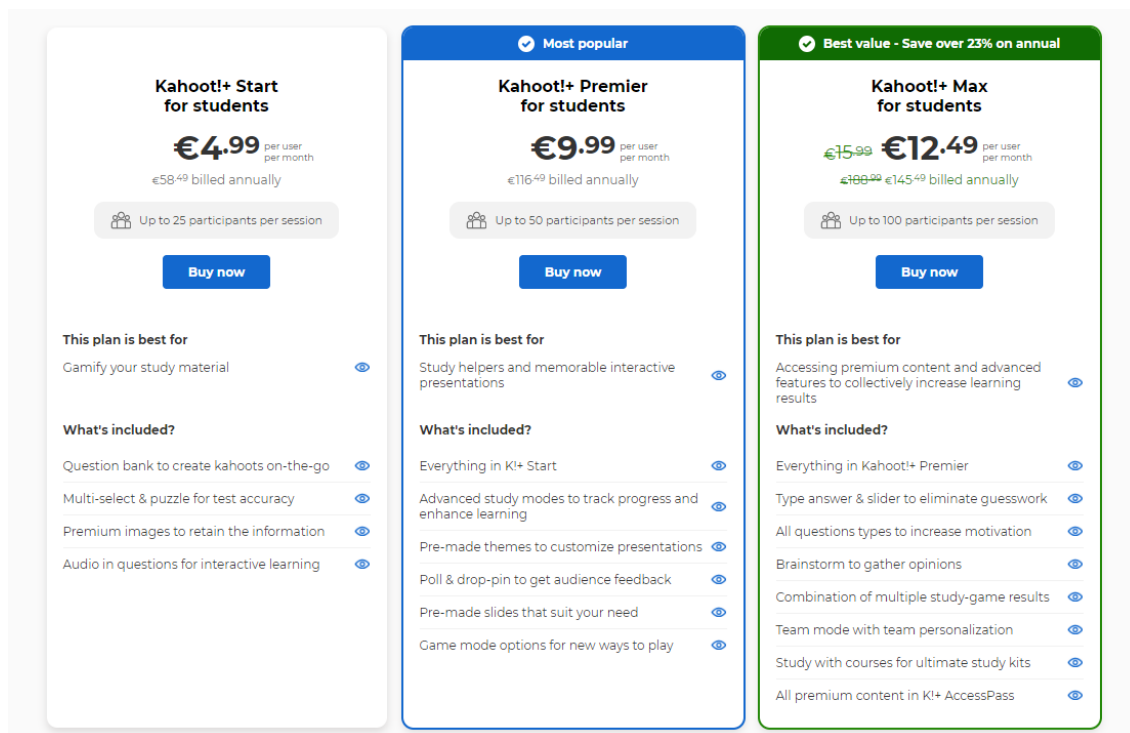 Kahoot!+ Start
for students
€4.99 per user
per month
€58.49 billed annually
Up to 25 participants per session
Buy now
This plan is best for
Gamify your study material
What's included?
Question bank to create kahoots on-the-go
Multi-select & puzzle for test accuracy
Premium images to retain the information
Audio in questions for interactive learning
Most popular
Kahoot!+ Premier
for students
€9.99 per user
per month
€116.49 billed annually
Up to 50 participants per session
Buy now
This plan is best for
Study helpers and memorable interactive
presentations
What's included?
Everything in K!+ Start
Advanced study modes to track progress and
enhance learning
Pre-made themes to customize presentations
Poll & drop-pin to get audience feedback
Pre-made slides that suit your need
Game mode options for new ways to play
Best value - Save over 23% on annual
Kahoot!+ Max
for students
€15.99 €12.49 per user
per month
€188.99 €145.49 billed annually
Up to 100 participants per session
Buy now
This plan is best for
Accessing premium content and advanced
features to collectively increase learning
results
What's included?
Everything in Kahoot!+ Premier
Type answer & slider to eliminate guesswork
All questions types to increase motivation
Brainstorm to gather opinions
Combination of multiple study-game results
Team mode with team personalization
Study with courses for ultimate study kits
All premium content in K!+ AccessPass